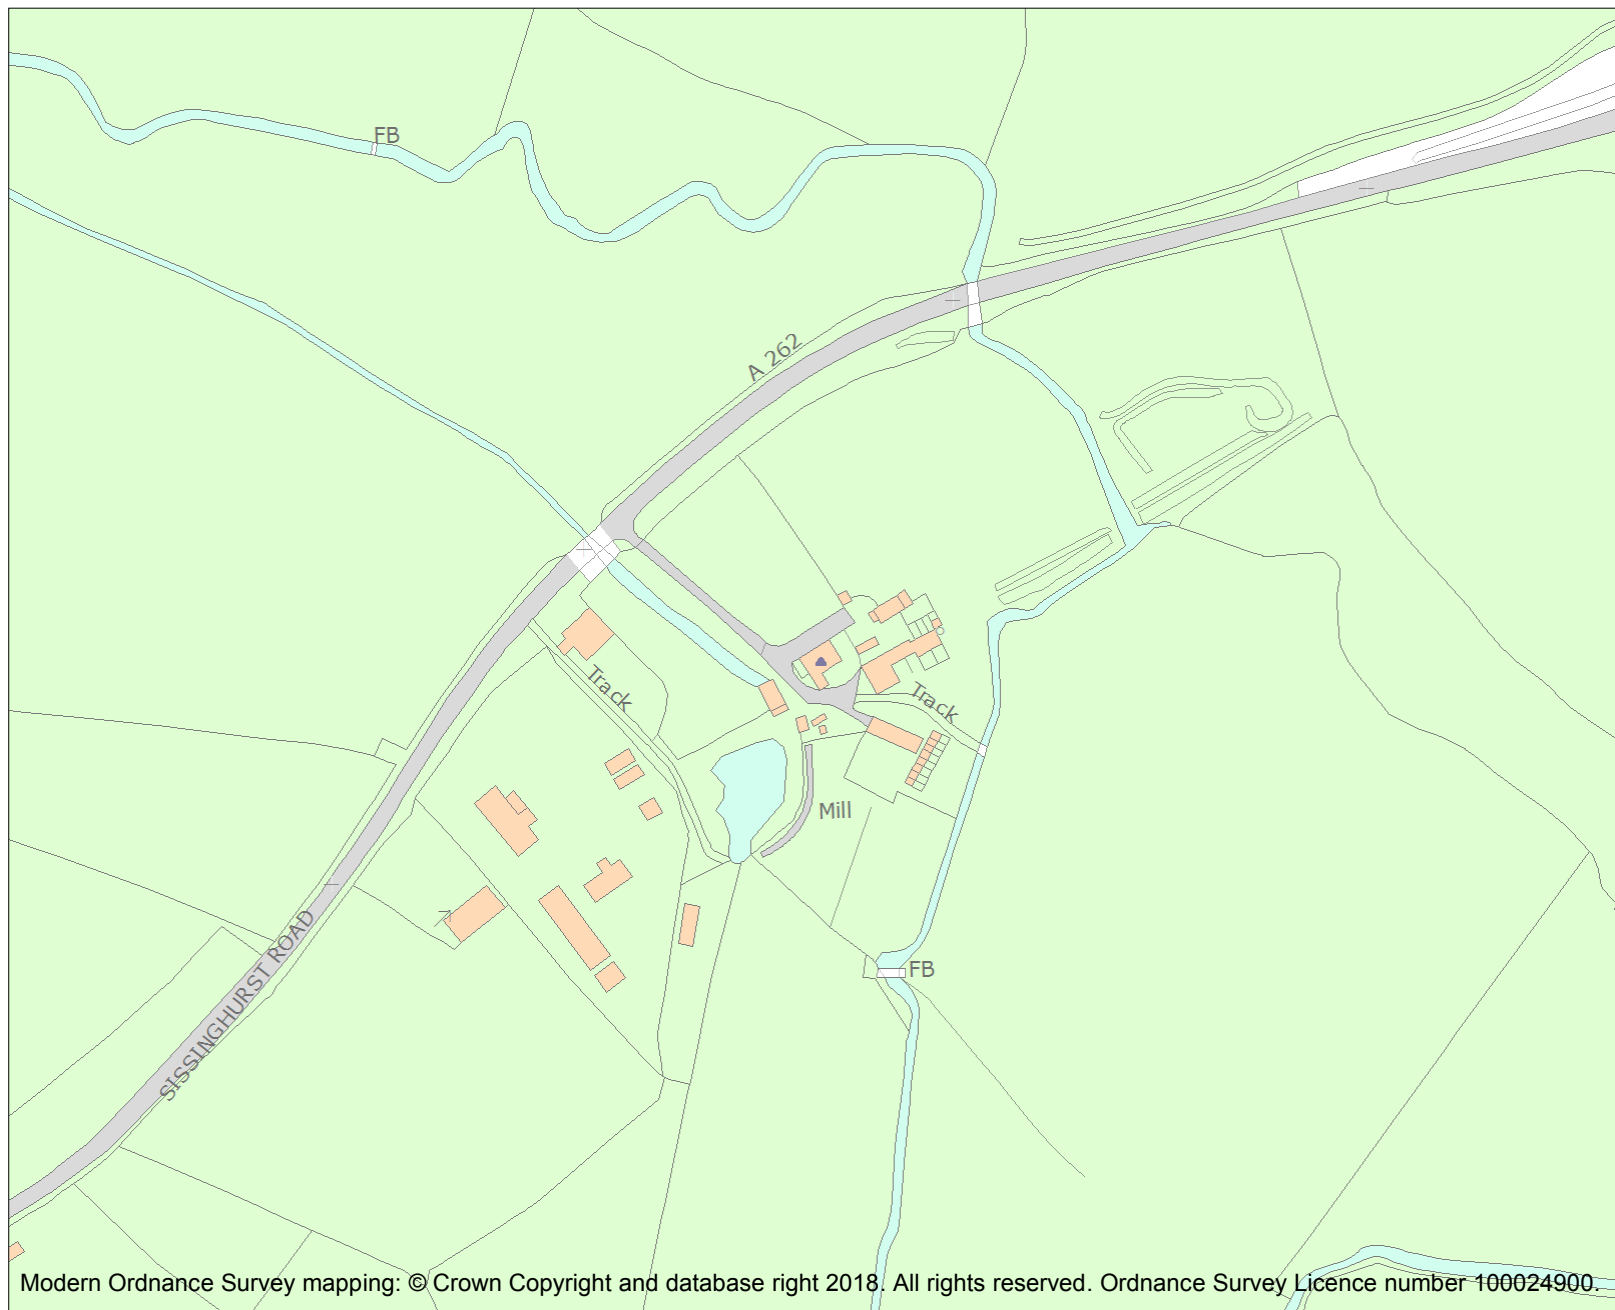 FB
A 262
Track
Track
Mill
SISSINGHURST ROAD
FB
Modern Ordnance Survey mapping: © Crown Copyright and database right 2018. All rights reserved. Ordnance Survey Licence number 100024900.